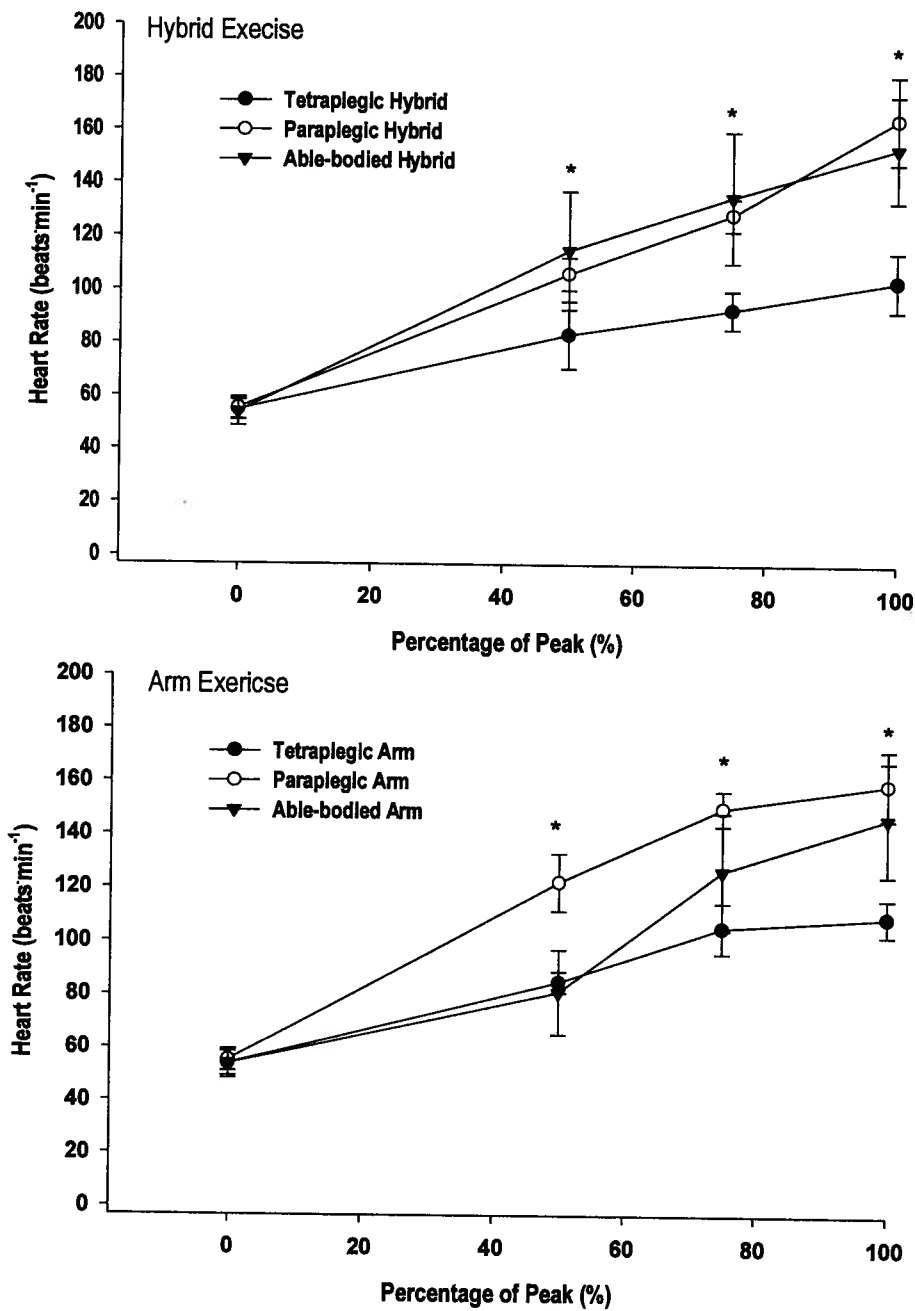 Hybrid Execise
Tetraplegic Hybrid
Paraplegic Hybrid
Able-bodied Hybrid
*
*
*
Heart Rate (beats·min⁻¹)
200
180
160
140
120
100
80
60
40
20
0
0 20 40 60 80 100
Percentage of Peak (%)
Arm Exericse
Tetraplegic Arm
Paraplegic Arm
Able-bodied Arm
*
*
*
Heart Rate (beats·min⁻¹)
200
180
160
140
120
100
80
60
40
20
0
0 20 40 60 80 100
Percentage of Peak (%)